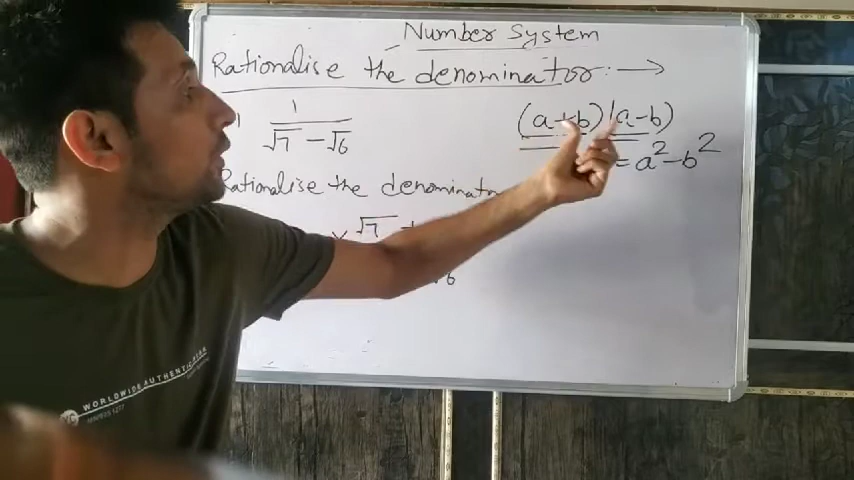 Number System
Rationalise the denominator:- →
1
√7 - √6
(a+b) (a-b)
= a² - b²
Rationalise the denominato
× √7 +
√6
WORLDWIDE AUTHENTIC